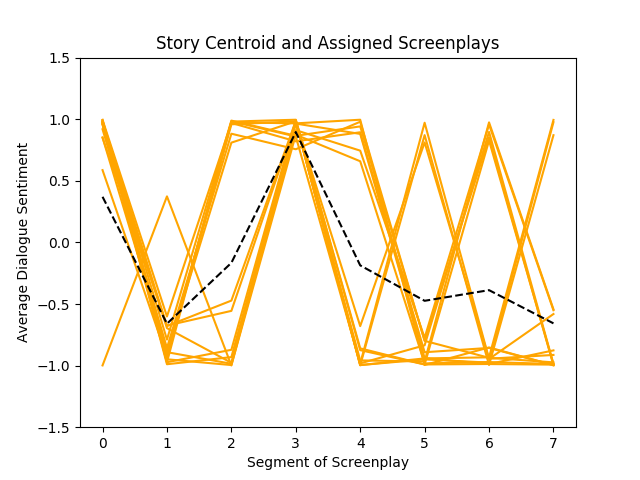 Story Centroid and Assigned Screenplays
1.5
1.0
0.5
0.0
−0.5
−1.0
−1.5
Average Dialogue Sentiment
0 1 2 3 4 5 6 7
Segment of Screenplay